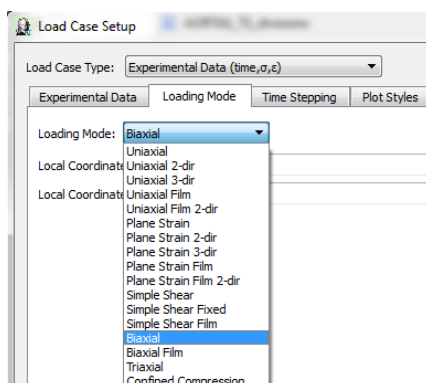 Load Case Setup
Load Case Type: Experimental Data (time,σ,ε)
Experimental Data Loading Mode Time Stepping Plot Styles
Loading Mode: Biaxial
Uniaxial
Local Coordinate Uniaxial 2-dir
Uniaxial 3-dir
Local Coordinate Uniaxial Film
Uniaxial Film 2-dir
Plane Strain
Plane Strain 2-dir
Plane Strain 3-dir
Plane Strain Film
Plane Strain Film 2-dir
Simple Shear
Simple Shear Fixed
Simple Shear Film
Biaxial
Biaxial Film
Triaxial
Confined Compression